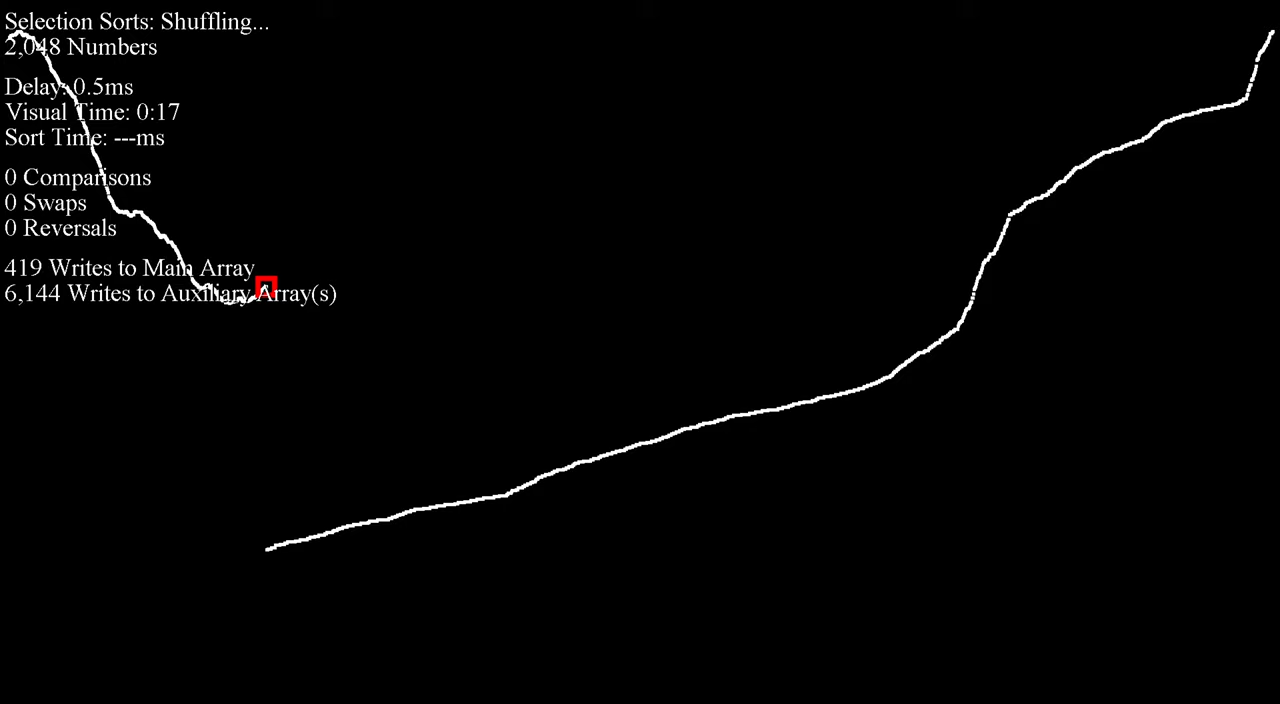 Selection Sorts: Shuffling...
2,048 Numbers
Delay: 0.5ms
Visual Time: 0:17
Sort Time: ---ms
0 Comparisons
0 Swaps
0 Reversals
419 Writes to Main Array
6,144 Writes to Auxiliary Array(s)